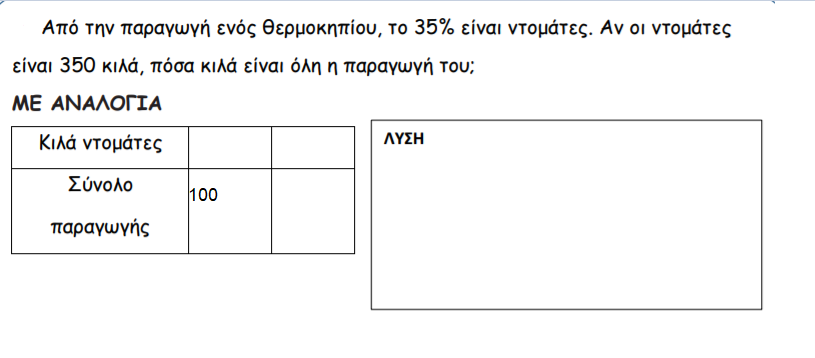 Από την παραγωγή ενός θερμοκηπίου, το 35% είναι ντομάτες. Αν οι ντομάτες
είναι 350 κιλά, πόσα κιλά είναι όλη η παραγωγή του;
ΜΕ ΑΝΑΛΟΓΙΑ
Κιλά ντομάτες
Σύνολο
παραγωγής
100
ΛΥΣΗ